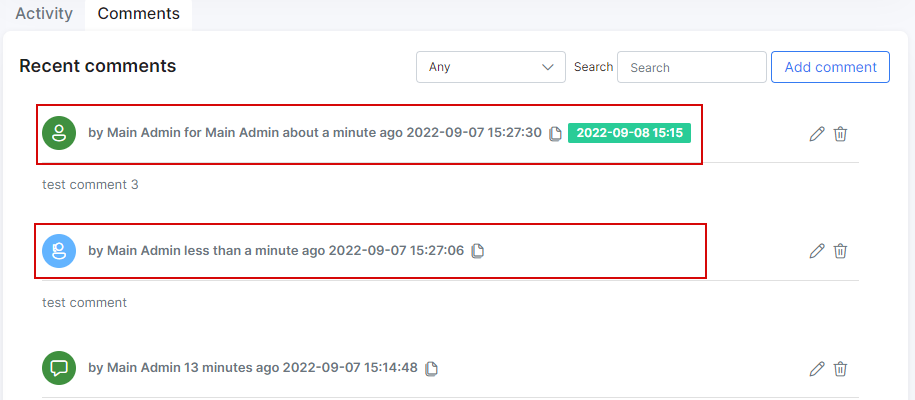 Activity Comments
Recent comments Any Search Search Add comment
by Main Admin for Main Admin about a minute ago 2022-09-07 15:27:30 2022-09-08 15:15
test comment 3
by Main Admin less than a minute ago 2022-09-07 15:27:06
test comment
by Main Admin 13 minutes ago 2022-09-07 15:14:48